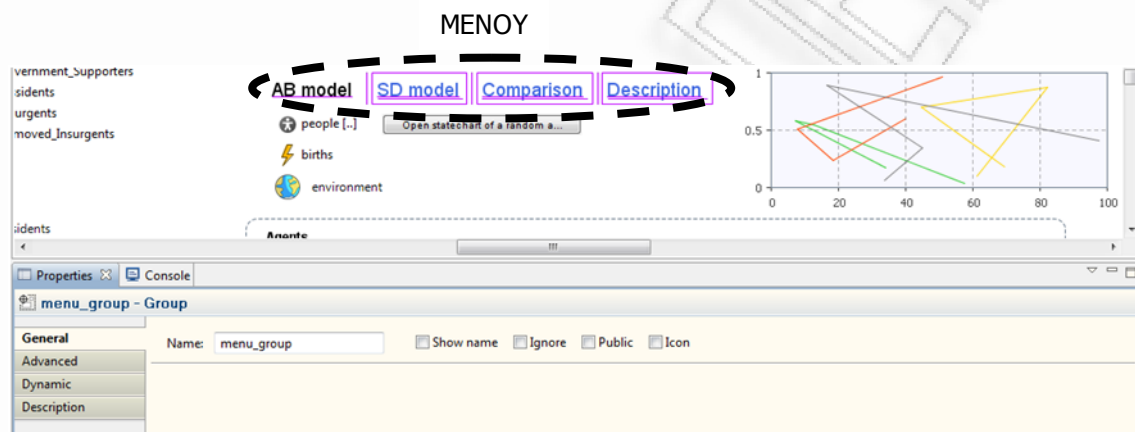 ΜΕΝΟΥ
vernment_Supporters
sidents
urgents
moved_Insurgents
AB model SD model Comparison Description
people [..] Open statechart of a random a...
births
environment
1
0.5
0
0 20 40 60 80 100
sidents
Agents
Properties Console
menu_group - Group
General
Name: menu_group Show name Ignore Public Icon
Advanced
Dynamic
Description